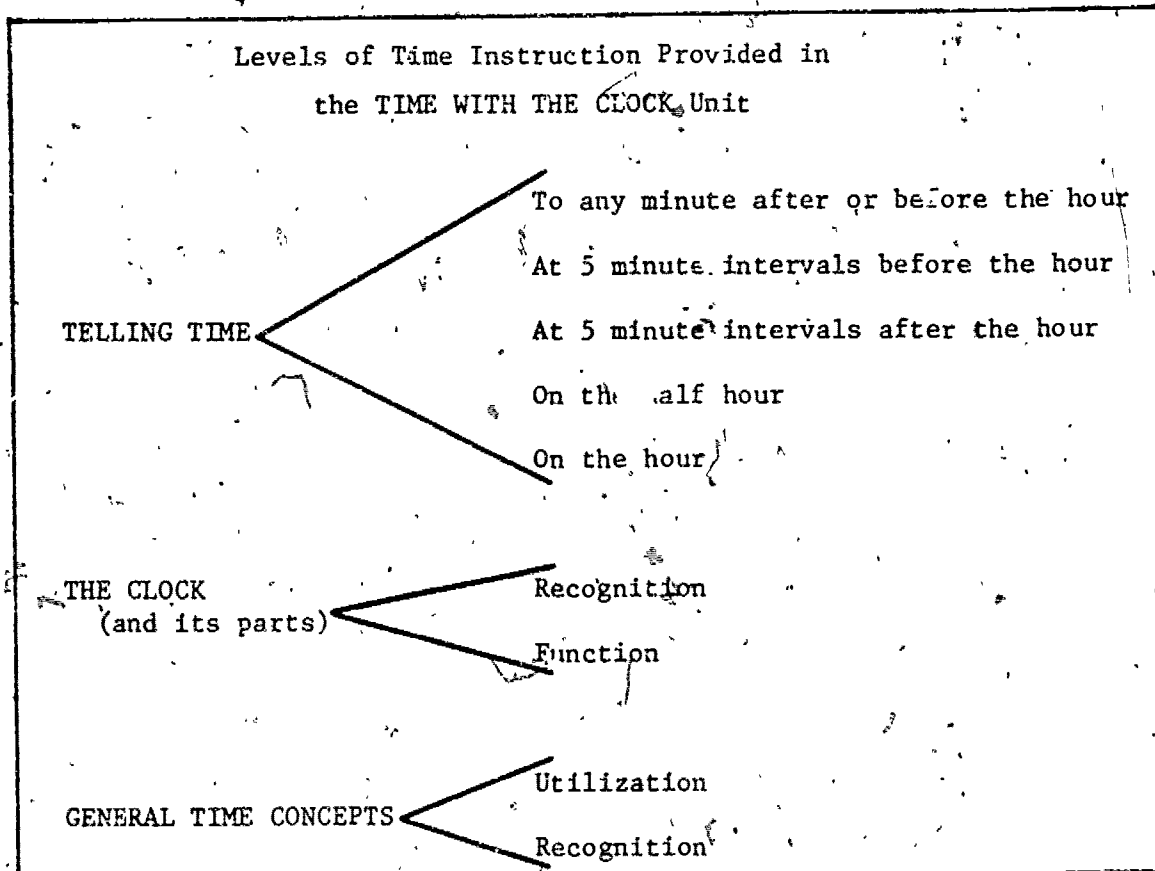 Levels of Time Instruction Provided in
the TIME WITH THE CLOCK Unit
To any minute after or before the hour
At 5 minute intervals before the hour
TELLING TIME
At 5 minute intervals after the hour
On the half hour
On the hour
THE CLOCK
(and its parts)
Recognition
Function
Utilization
GENERAL TIME CONCEPTS
Recognition